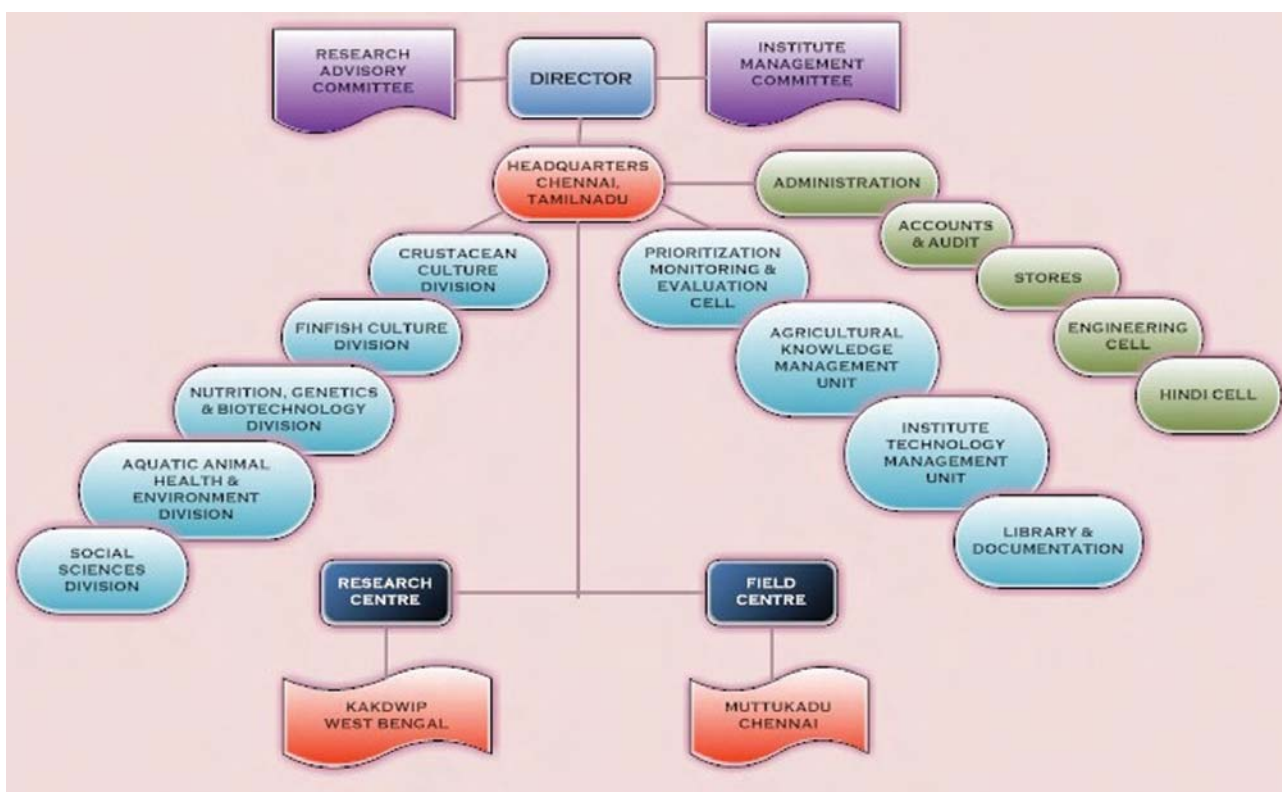 RESEARCH
ADVISORY
COMMITTEE
DIRECTOR
INSTITUTE
MANAGEMENT
COMMITTEE
HEADQUARTERS
CHENNAI,
TAMILNADU
ADMINISTRATION
ACCOUNTS
& AUDIT
STORES
ENGINEERING
CELL
HINDI CELL
CRUSTACEAN
CULTURE
DIVISION
FINFISH CULTURE
DIVISION
NUTRITION, GENETICS
& BIOTECHNOLOGY
DIVISION
AQUATIC ANIMAL
HEALTH &
ENVIRONMENT
DIVISION
SOCIAL
SCIENCES
DIVISION
PRIORITIZATION
MONITORING &
EVALUATION
CELL
AGRICULTURAL
KNOWLEDGE
MANAGEMENT
UNIT
INSTITUTE
TECHNOLOGY
MANAGEMENT
UNIT
LIBRARY &
DOCUMENTATION
RESEARCH
CENTRE
FIELD
CENTRE
KAKDWIP
WEST BENGAL
MUTTUKADU
CHENNAI